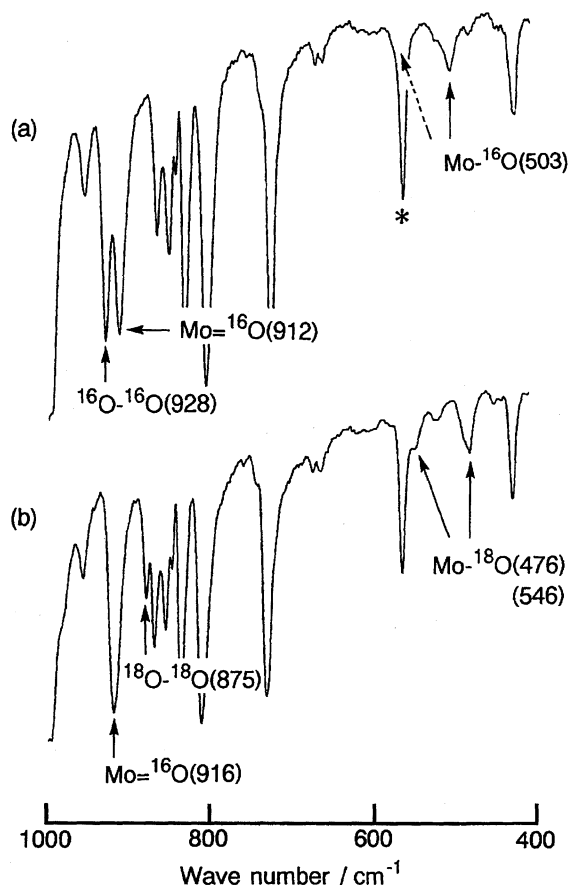 (a)
Mo-¹⁶O(503)
*
Mo=¹⁶O(912)
¹⁶O-¹⁶O(928)
(b)
Mo-¹⁸O(476)
(546)
¹⁸O-¹⁸O(875)
Mo=¹⁶O(916)
1000 800 600 400
Wave number / cm⁻¹